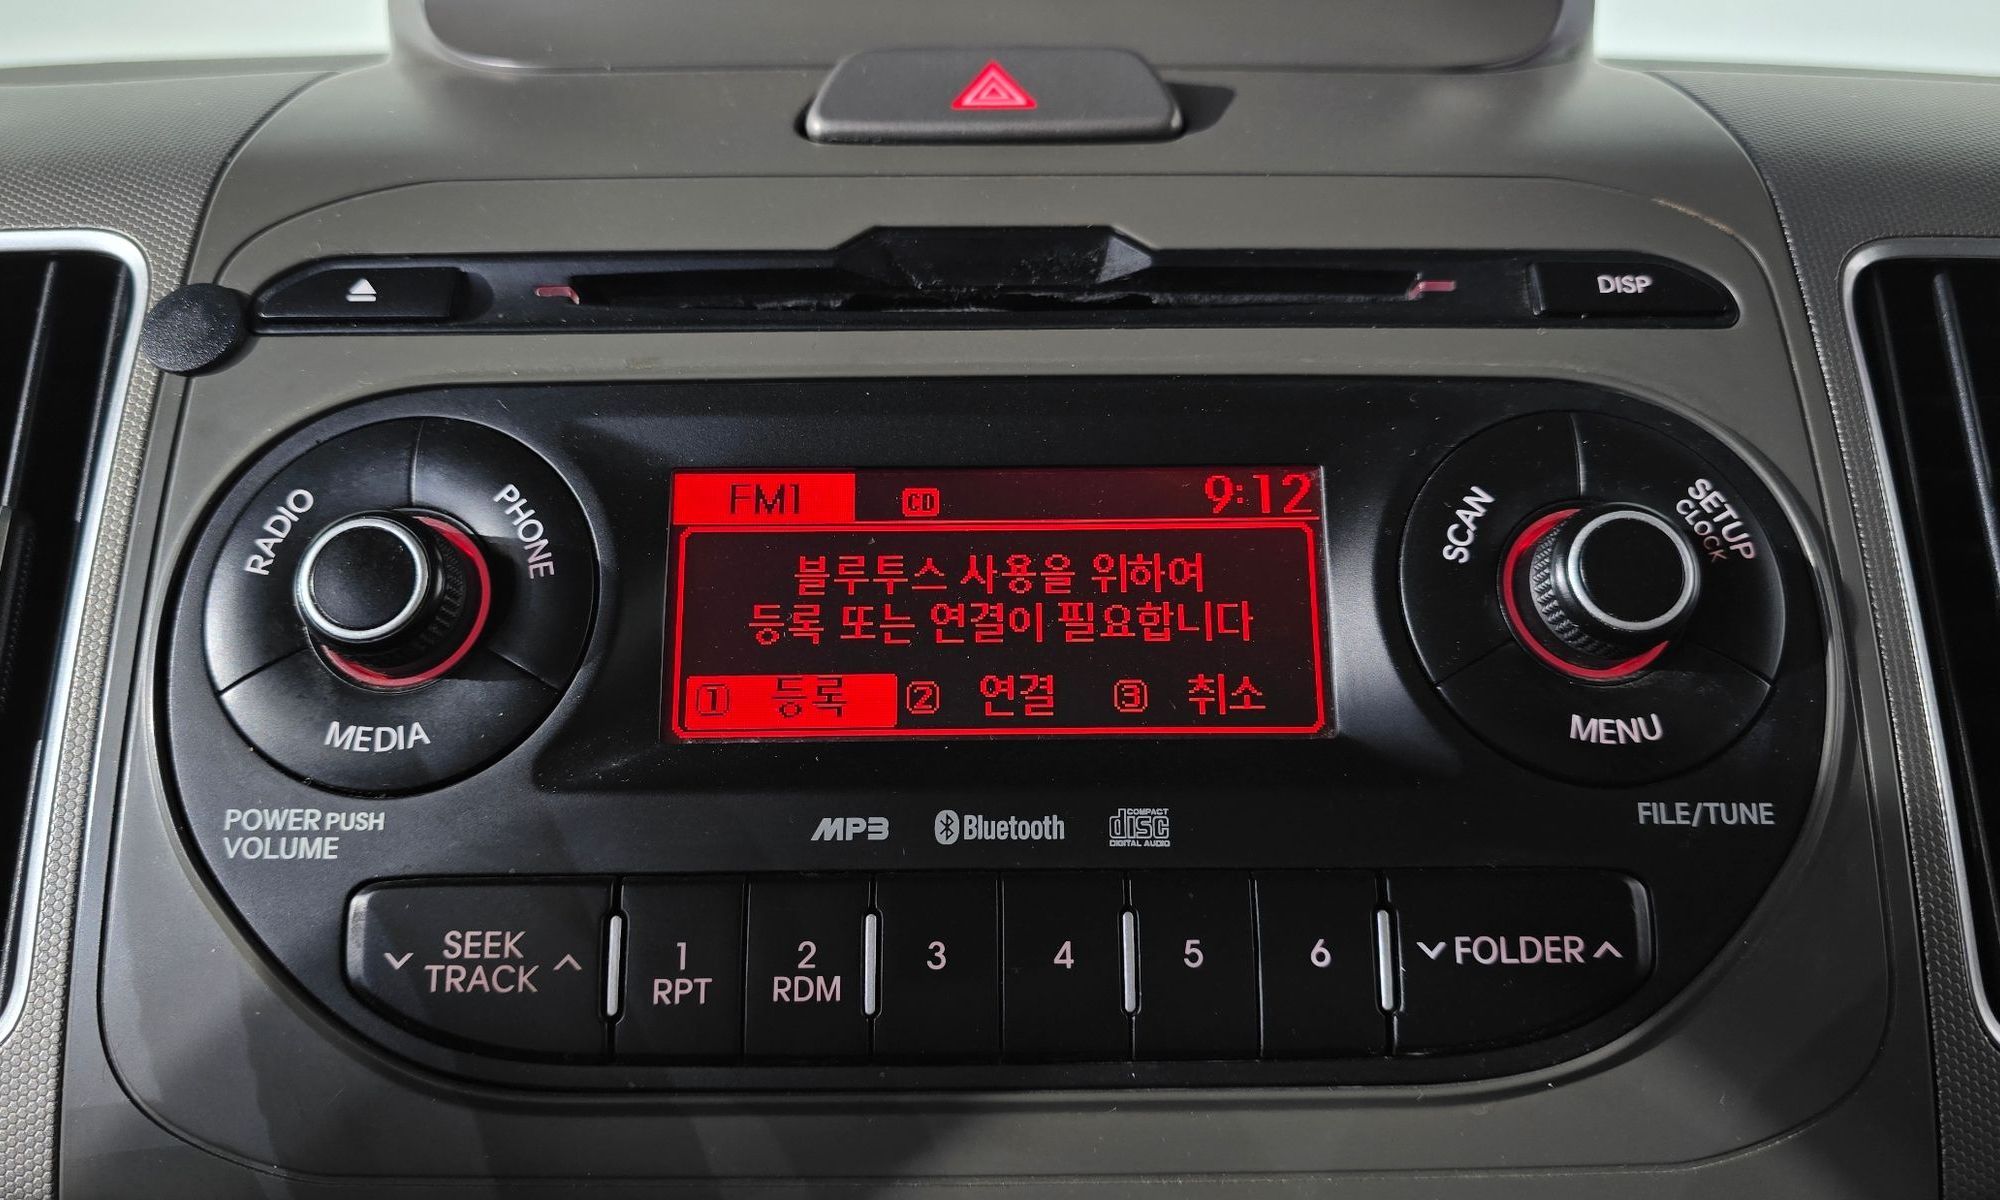 DISP
RADIO
PHONE
MEDIA
POWER PUSH
VOLUME
FM1 CD 9:12
블루투스 사용을 위하여
등록 또는 연결이 필요합니다
① 등록 ② 연결 ③ 취소
SCAN
SETUP
CLOCK
MENU
FILE/TUNE
MP3 Bluetooth COMPACT disc DIGITAL AUDIO
SEEK
TRACK
1
RPT
2
RDM
3
4
5
6
FOLDER